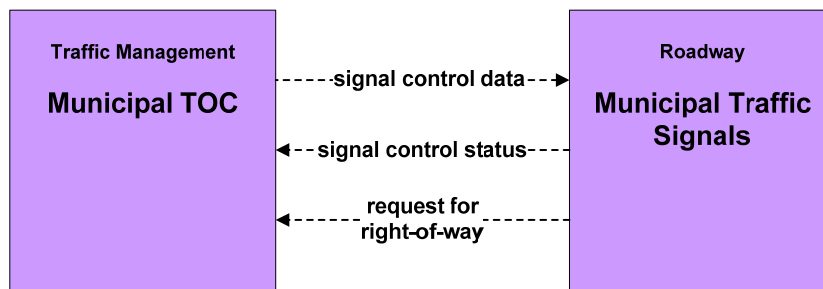 Traffic Management
Municipal TOC
signal control data
signal control status
request for
right-of-way
Roadway
Municipal Traffic
Signals